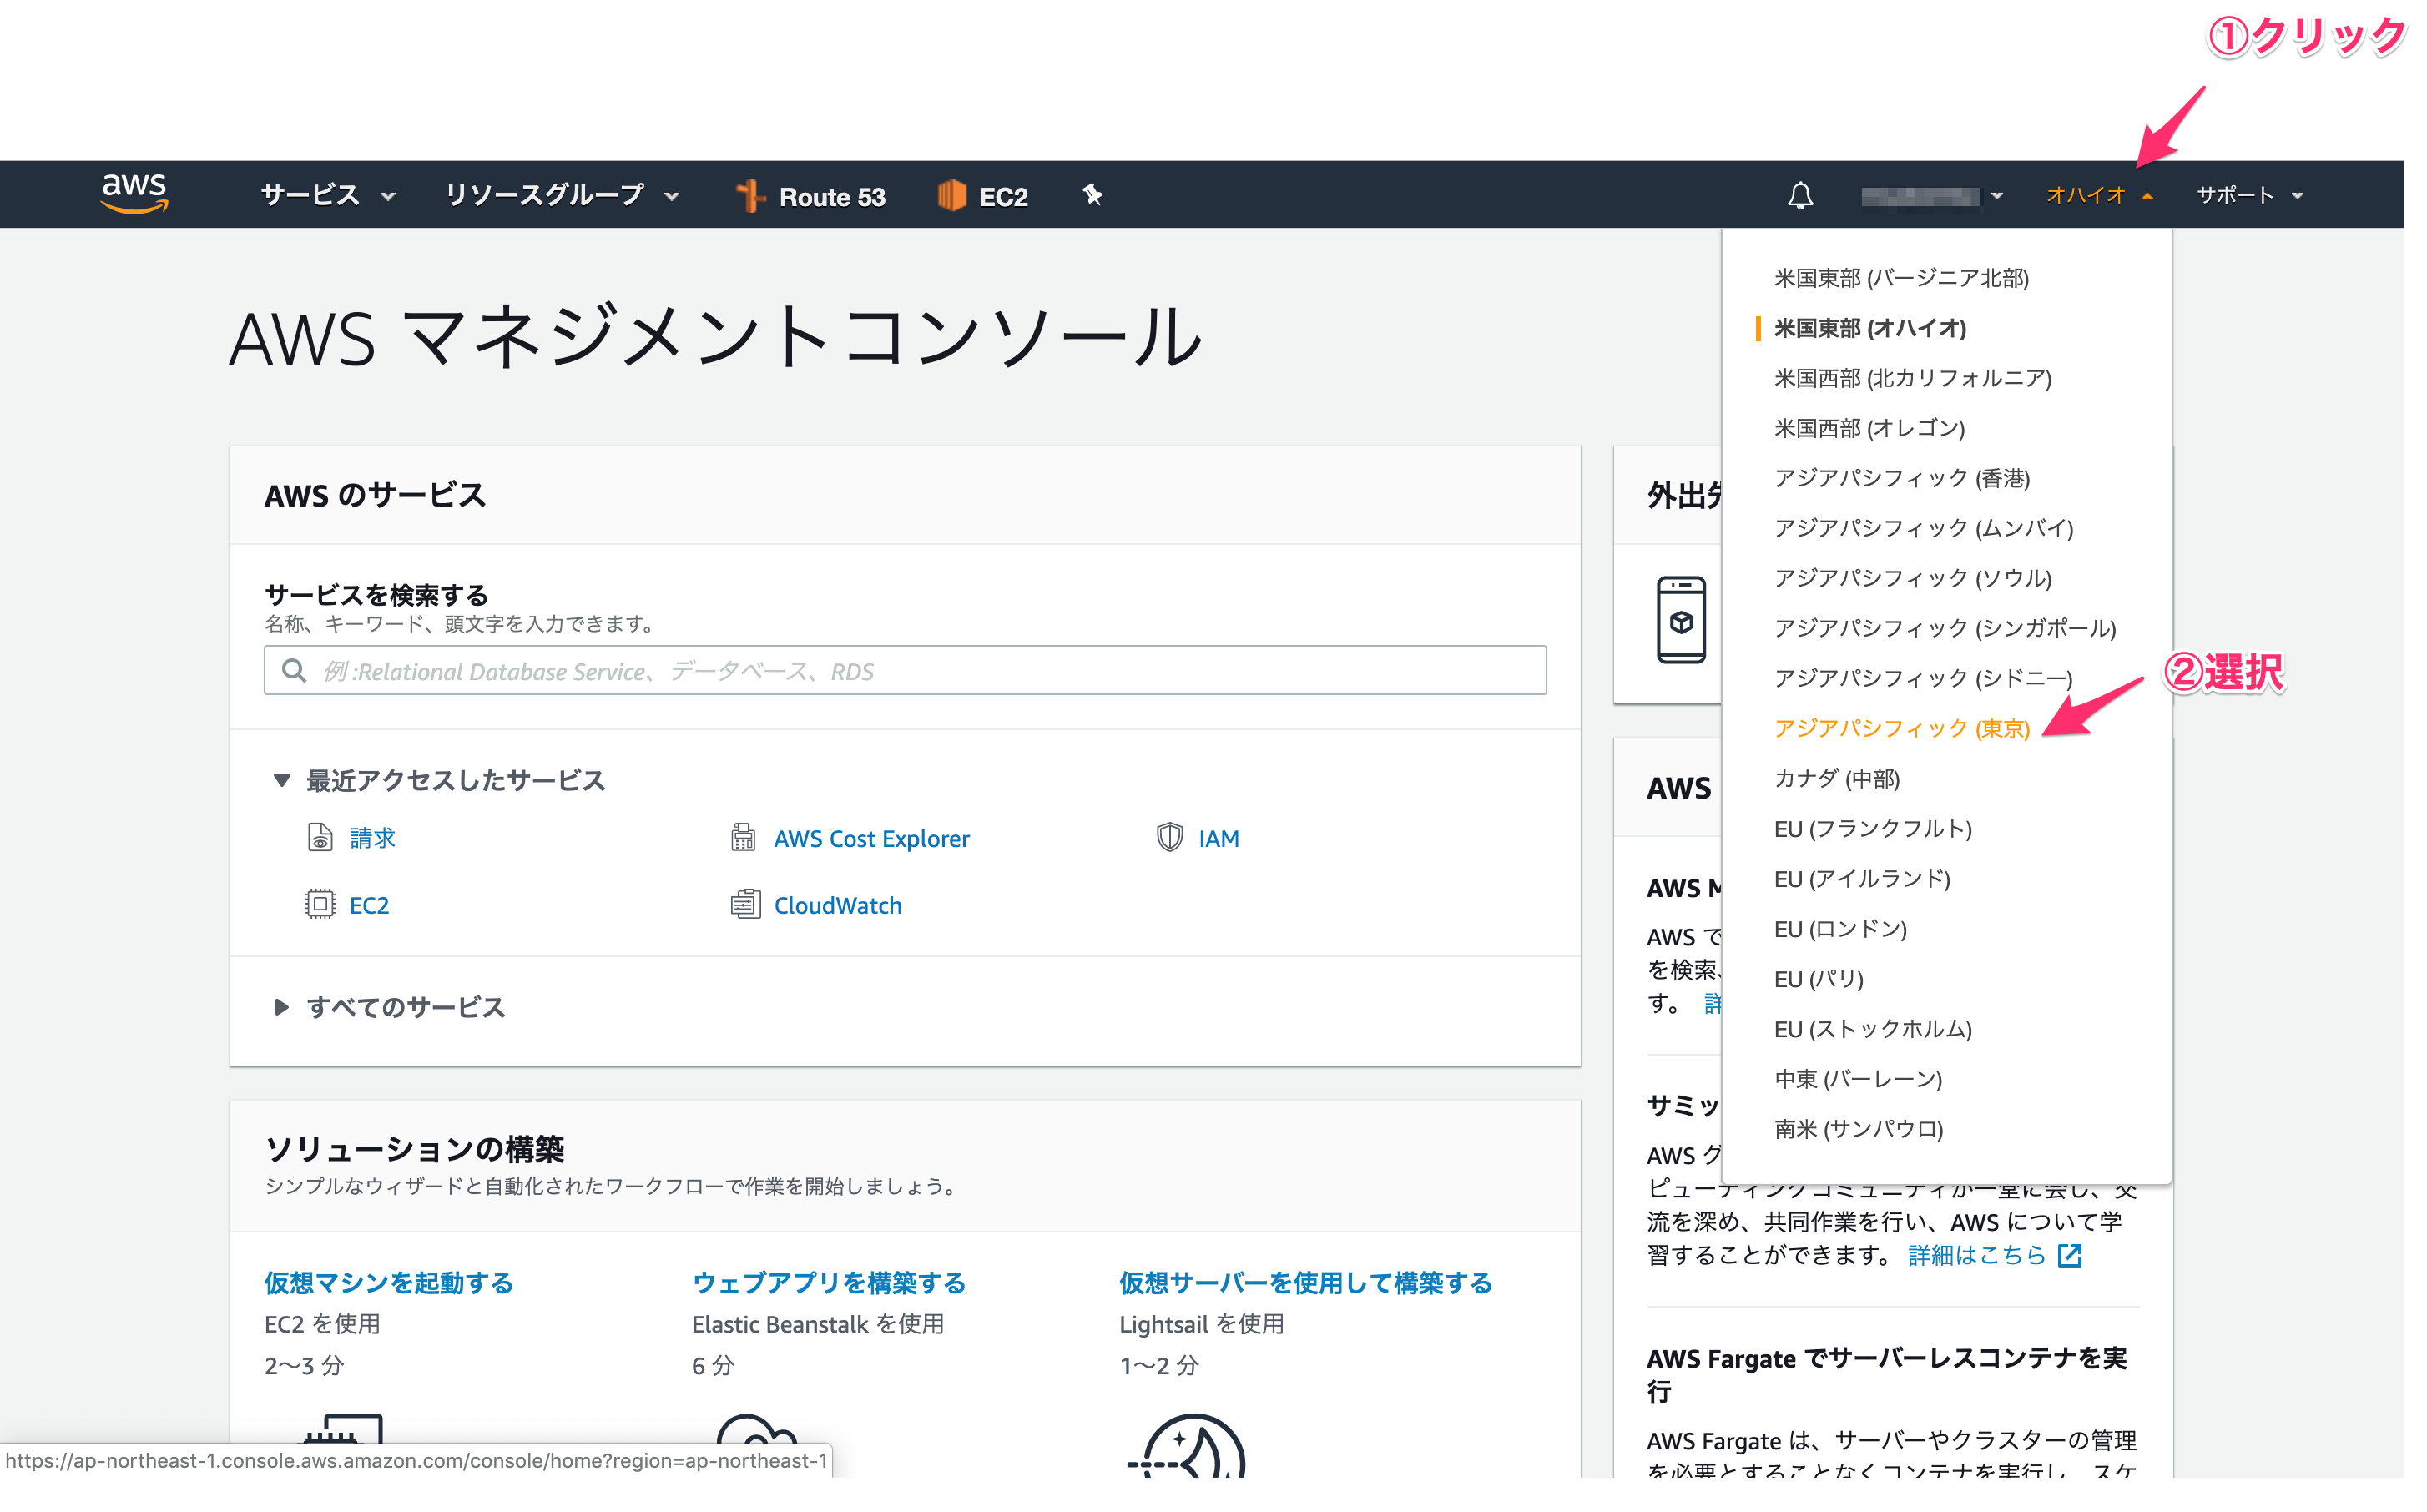 ①クリック
aws
サービス
リソースグループ
Route 53
EC2
オハイオ
サポート
AWS マネジメントコンソール
米国東部 (バージニア北部)
米国東部 (オハイオ)
米国西部 (北カリフォルニア)
米国西部 (オレゴン)
アジアパシフィック (香港)
アジアパシフィック (ムンバイ)
アジアパシフィック (ソウル)
アジアパシフィック (シンガポール)
アジアパシフィック (シドニー)
②選択
アジアパシフィック (東京)
カナダ (中部)
EU (フランクフルト)
EU (アイルランド)
EU (ロンドン)
EU (パリ)
EU (ストックホルム)
中東 (バーレーン)
南米 (サンパウロ)
AWS のサービス
サービスを検索する
名称、キーワード、頭文字を入力できます。
例 :Relational Database Service、データベース、RDS
最近アクセスしたサービス
請求
AWS Cost Explorer
IAM
EC2
CloudWatch
すべてのサービス
ソリューションの構築
シンプルなウィザードと自動化されたワークフローで作業を開始しましょう。
仮想マシンを起動する
EC2 を使用
2～3 分
ウェブアプリを構築する
Elastic Beanstalk を使用
6 分
仮想サーバーを使用して構築する
Lightsail を使用
1～2 分
外出
AWS
AWS
AWS で
を検索、
す。 詳
サミッ
AWS グ
ピューティングコミュニティが一堂に会し、交
流を深め、共同作業を行い、AWS について学
習することができます。 詳細はこちら
AWS Fargate でサーバーレスコンテナを実
行
AWS Fargate は、サーバーやクラスターの管理
を必要とすることなくコンテナを実行し、スケ
https://ap-northeast-1.console.aws.amazon.com/console/home?region=ap-northeast-1